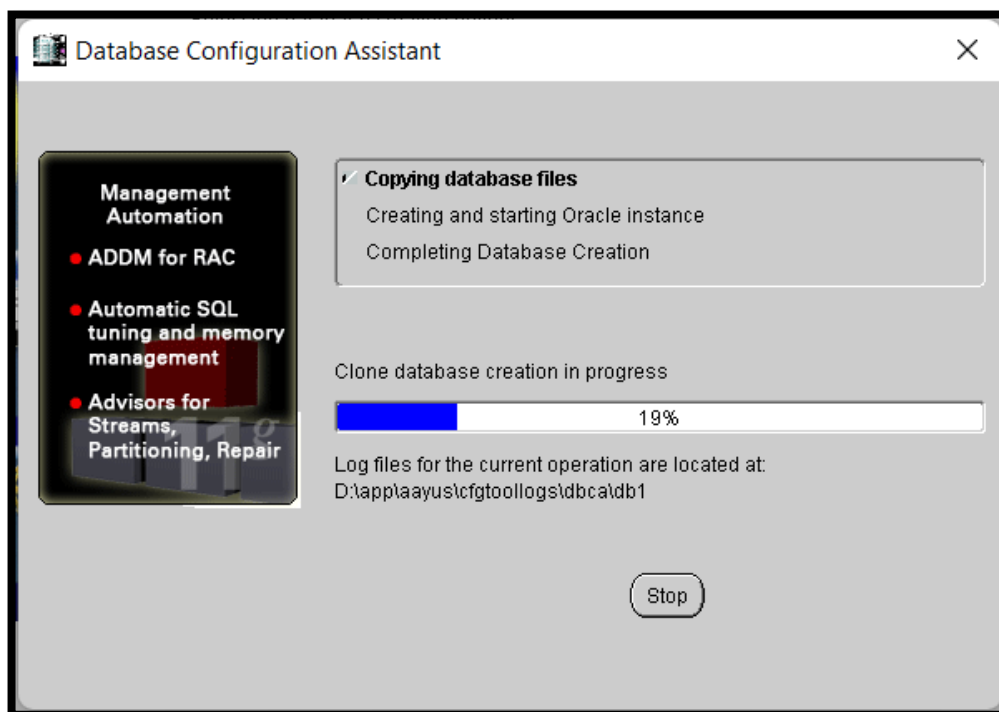 Database Configuration Assistant
Management
Automation
ADDM for RAC
Automatic SQL
tuning and memory
management
Advisors for
Streams,
Partitioning, Repair
11g
Copying database files
Creating and starting Oracle instance
Completing Database Creation
Clone database creation in progress
19%
Log files for the current operation are located at:
D:\app\aayus\cfgtoollogs\dbca\db1
Stop